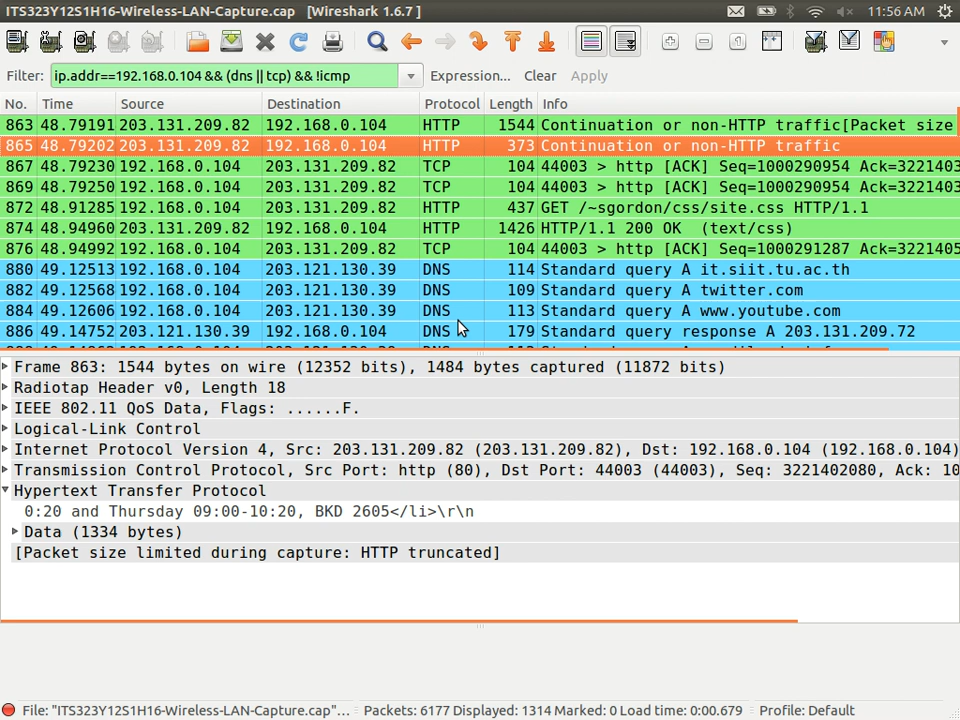 ITS323Y12S1H16-Wireless-LAN-Capture.cap [Wireshark 1.6.7 ] 11:56 AM
Filter: ip.addr==192.168.0.104 && (dns || tcp) && !icmp Expression... Clear Apply
No. Time Source Destination Protocol Length Info
863 48.79191 203.131.209.82 192.168.0.104 HTTP 1544 Continuation or non-HTTP traffic[Packet size
865 48.79202 203.131.209.82 192.168.0.104 HTTP 373 Continuation or non-HTTP traffic
867 48.79230 192.168.0.104 203.131.209.82 TCP 104 44003 > http [ACK] Seq=1000290954 Ack=322140
869 48.79250 192.168.0.104 203.131.209.82 TCP 104 44003 > http [ACK] Seq=1000290954 Ack=322140
872 48.91285 192.168.0.104 203.131.209.82 HTTP 437 GET /~sgordon/css/site.css HTTP/1.1
874 48.94960 203.131.209.82 192.168.0.104 HTTP 1426 HTTP/1.1 200 OK (text/css)
876 48.94992 192.168.0.104 203.131.209.82 TCP 104 44003 > http [ACK] Seq=1000291287 Ack=322140
880 49.12513 192.168.0.104 203.121.130.39 DNS 114 Standard query A it.siit.tu.ac.th
882 49.12568 192.168.0.104 203.121.130.39 DNS 109 Standard query A twitter.com
884 49.12606 192.168.0.104 203.121.130.39 DNS 113 Standard query A www.youtube.com
886 49.14752 203.121.130.39 192.168.0.104 DNS 179 Standard query response A 203.131.209.72
Frame 863: 1544 bytes on wire (12352 bits), 1484 bytes captured (11872 bits)
Radiotap Header v0, Length 18
IEEE 802.11 QoS Data, Flags: ......F.
Logical-Link Control
Internet Protocol Version 4, Src: 203.131.209.82 (203.131.209.82), Dst: 192.168.0.104 (192.168.0.104)
Transmission Control Protocol, Src Port: http (80), Dst Port: 44003 (44003), Seq: 3221402080, Ack: 10
Hypertext Transfer Protocol
0:20 and Thursday 09:00-10:20, BKD 2605</li>\r\n
Data (1334 bytes)
[Packet size limited during capture: HTTP truncated]
File: "ITS323Y12S1H16-Wireless-LAN-Capture.cap"... Packets: 6177 Displayed: 1314 Marked: 0 Load time: 0:00.679 Profile: Default